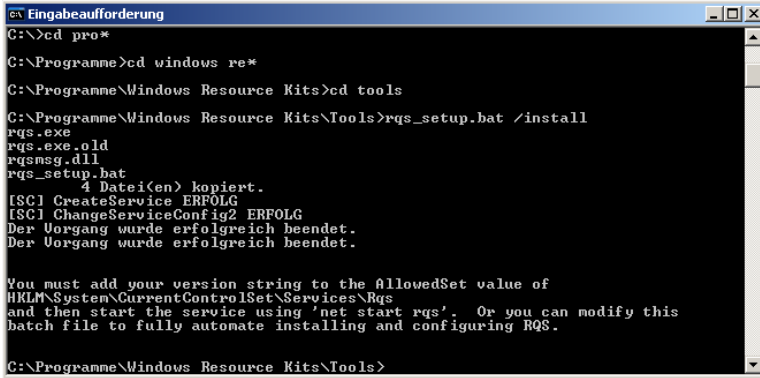 Eingabeaufforderung
C:\>cd pro*
C:\Programme>cd windows re*
C:\Programme\Windows Resource Kits>cd tools
C:\Programme\Windows Resource Kits\Tools>rqs_setup.bat /install
rqs.exe
rqs.exe.old
rqsmsg.dll
rqs_setup.bat
4 Datei(en) kopiert.
[SC] CreateService ERFOLG
[SC] ChangeServiceConfig2 ERFOLG
Der Vorgang wurde erfolgreich beendet.
Der Vorgang wurde erfolgreich beendet.
You must add your version string to the AllowedSet value of
HKLM\System\CurrentControlSet\Services\Rqs
and then start the service using 'net start rqs'.  Or you can modify this
batch file to fully automate installing and configuring RQS.
C:\Programme\Windows Resource Kits\Tools>